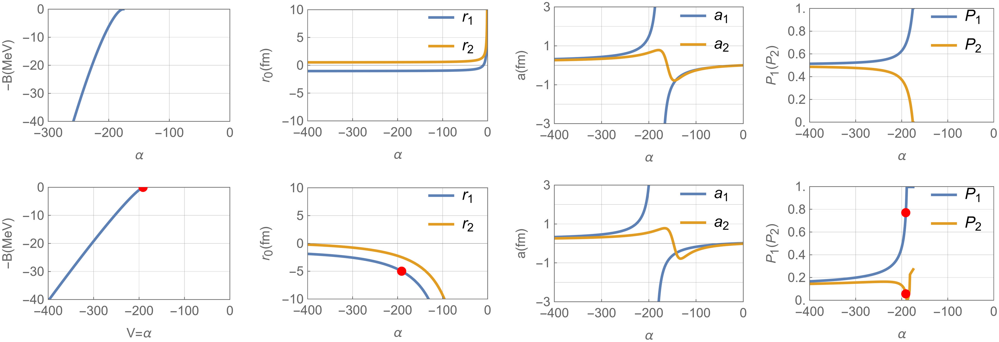 −B(MeV)
0
−10
−20
−30
−40
−300
−200
−100
0
α
r0(fm)
10
5
0
−5
−10
r1
r2
−400
−300
−200
−100
0
α
a(fm)
3
1
−1
−3
a1
a2
−400
−300
−200
−100
0
α
P1(P2)
1.
0.8
0.6
0.4
0.2
0.
P1
P2
−400
−300
−200
−100
0
α
−B(MeV)
0
−10
−20
−30
−40
−400
−300
−200
−100
0
V=α
r0(fm)
10
5
0
−5
−10
r1
r2
−400
−300
−200
−100
0
α
a(fm)
3
1
−1
−3
a1
a2
−400
−300
−200
−100
0
α
P1(P2)
1.
0.8
0.6
0.4
0.2
0.
P1
P2
−400
−300
−200
−100
0
α